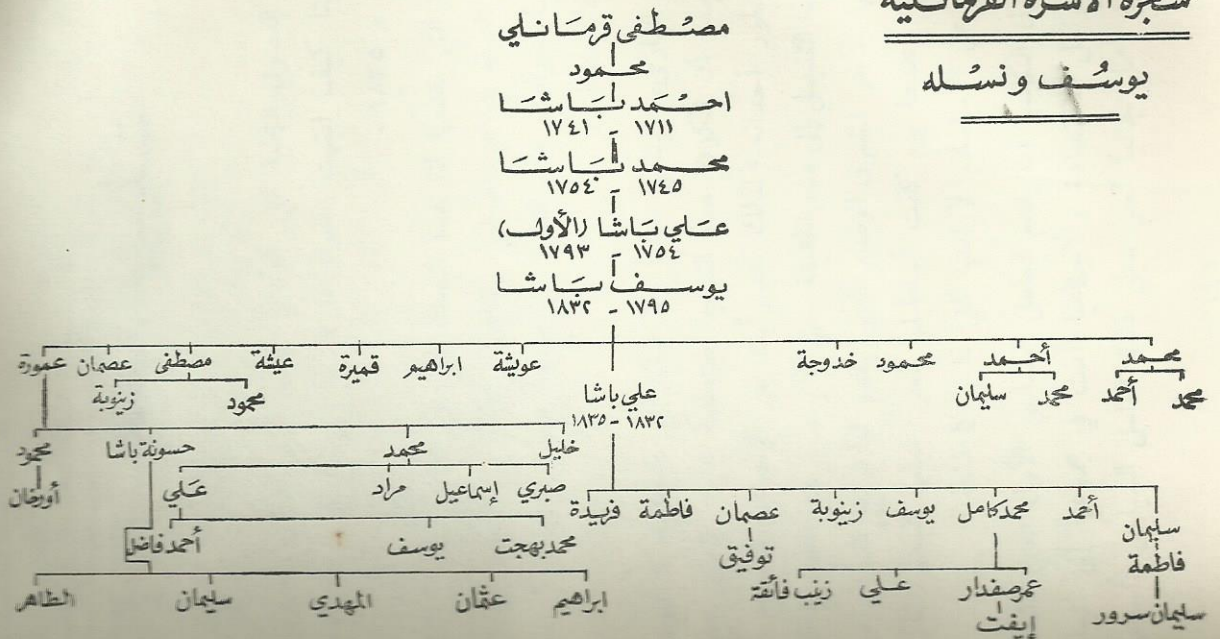 شجرة الأسرة القرمانلية
يوسف ونسله
مصطفى قرمانلي
محمود
احمد باشا
١٧١١ - ١٧٤١
محمد باشا
١٧٤٥ - ١٧٥٤
علي باشا (الأول)
١٧٥٤ - ١٧٩٣
يوسف باشا
١٧٩٥ - ١٨٣٢
محمد أحمد محمود خدوجة عويشة ابراهيم قميرة عيشة مصطفى عصمان عمورة
محمد أحمد محمد سليمان علي باشا محمود زينوبة
١٨٣٢ - ١٨٣٥
خليل محمد حسونة باشا محمود
صبري إسماعيل مراد علي أورخان
سليمان أحمد محمد كامل يوسف زينوبة عصمان فاطمة فريدة
فاطمة توفيق محمد بهجت يوسف أحمد فاضل
عمر صفدار علي زينب فائقة ابراهيم عثمان المهدي سليمان الطاهر
سليمان سرور إيفت